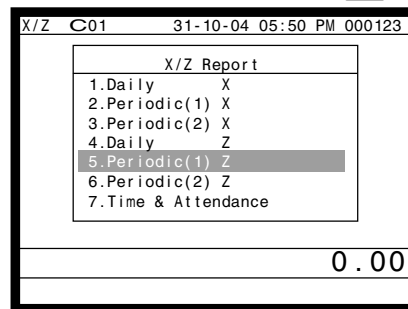 X/Z C01 31-10-04 05:50 PM 000123
X/Z Report
1.Daily X
2.Periodic(1) X
3.Periodic(2) X
4.Daily Z
5.Periodic(1) Z
6.Periodic(2) Z
7.Time & Attendance
0.00